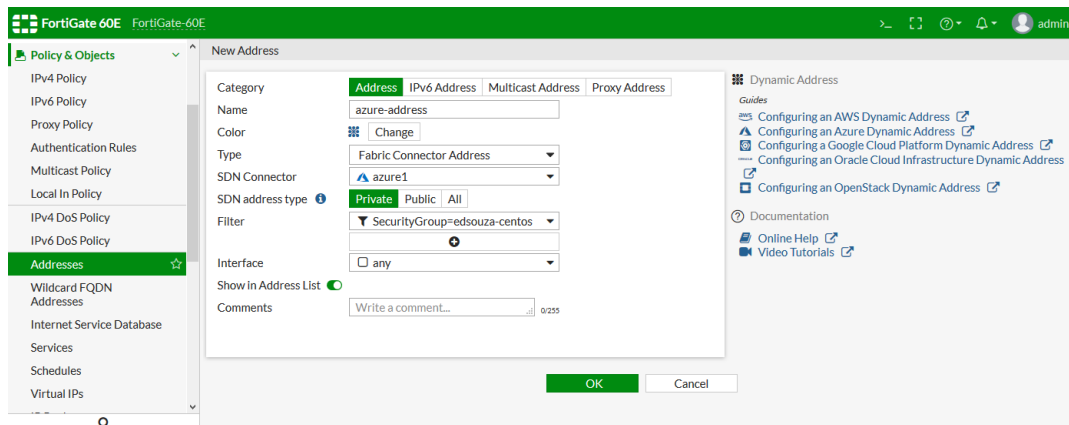 FortiGate 60E FortiGate-60E
>_ admin
Policy & Objects
IPv4 Policy
IPv6 Policy
Proxy Policy
Authentication Rules
Multicast Policy
Local In Policy
IPv4 DoS Policy
IPv6 DoS Policy
Addresses
Wildcard FQDN
Addresses
Internet Service Database
Services
Schedules
Virtual IPs
New Address
Category Address IPv6 Address Multicast Address Proxy Address
Name azure-address
Color Change
Type Fabric Connector Address
SDN Connector azure1
SDN address type Private Public All
Filter SecurityGroup=edsouza-centos
Interface any
Show in Address List
Comments Write a comment... 0/255
OK Cancel
Dynamic Address
Guides
aws Configuring an AWS Dynamic Address
Configuring an Azure Dynamic Address
Configuring a Google Cloud Platform Dynamic Address
Configuring an Oracle Cloud Infrastructure Dynamic Address
Configuring an OpenStack Dynamic Address
Documentation
Online Help
Video Tutorials